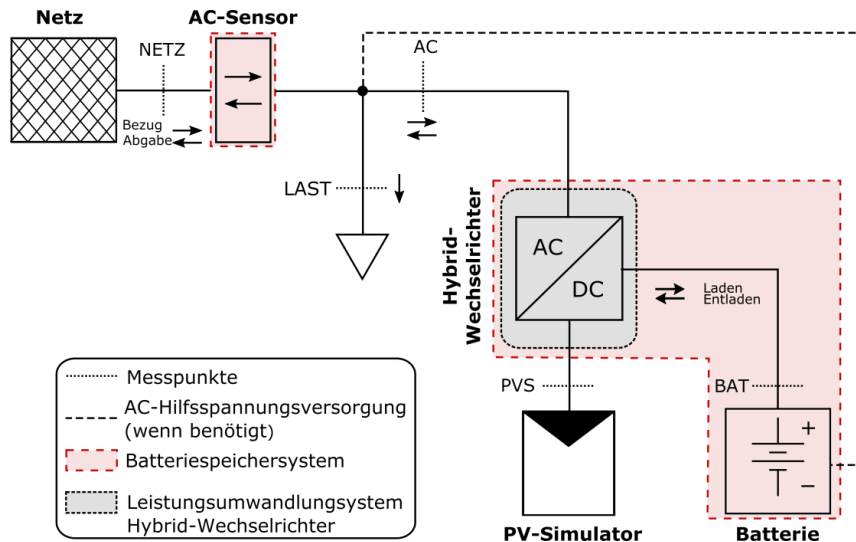 Netz
AC-Sensor
NETZ
AC
Bezug
Abgabe
LAST
Hybrid-
Wechselrichter
AC
DC
Laden
Entladen
PVS
BAT
+
−
PV-Simulator
Batterie
Messpunkte
AC-Hilfsspannungsversorgung
(wenn benötigt)
Batteriespeichersystem
Leistungsumwandlungsystem
Hybrid-Wechselrichter